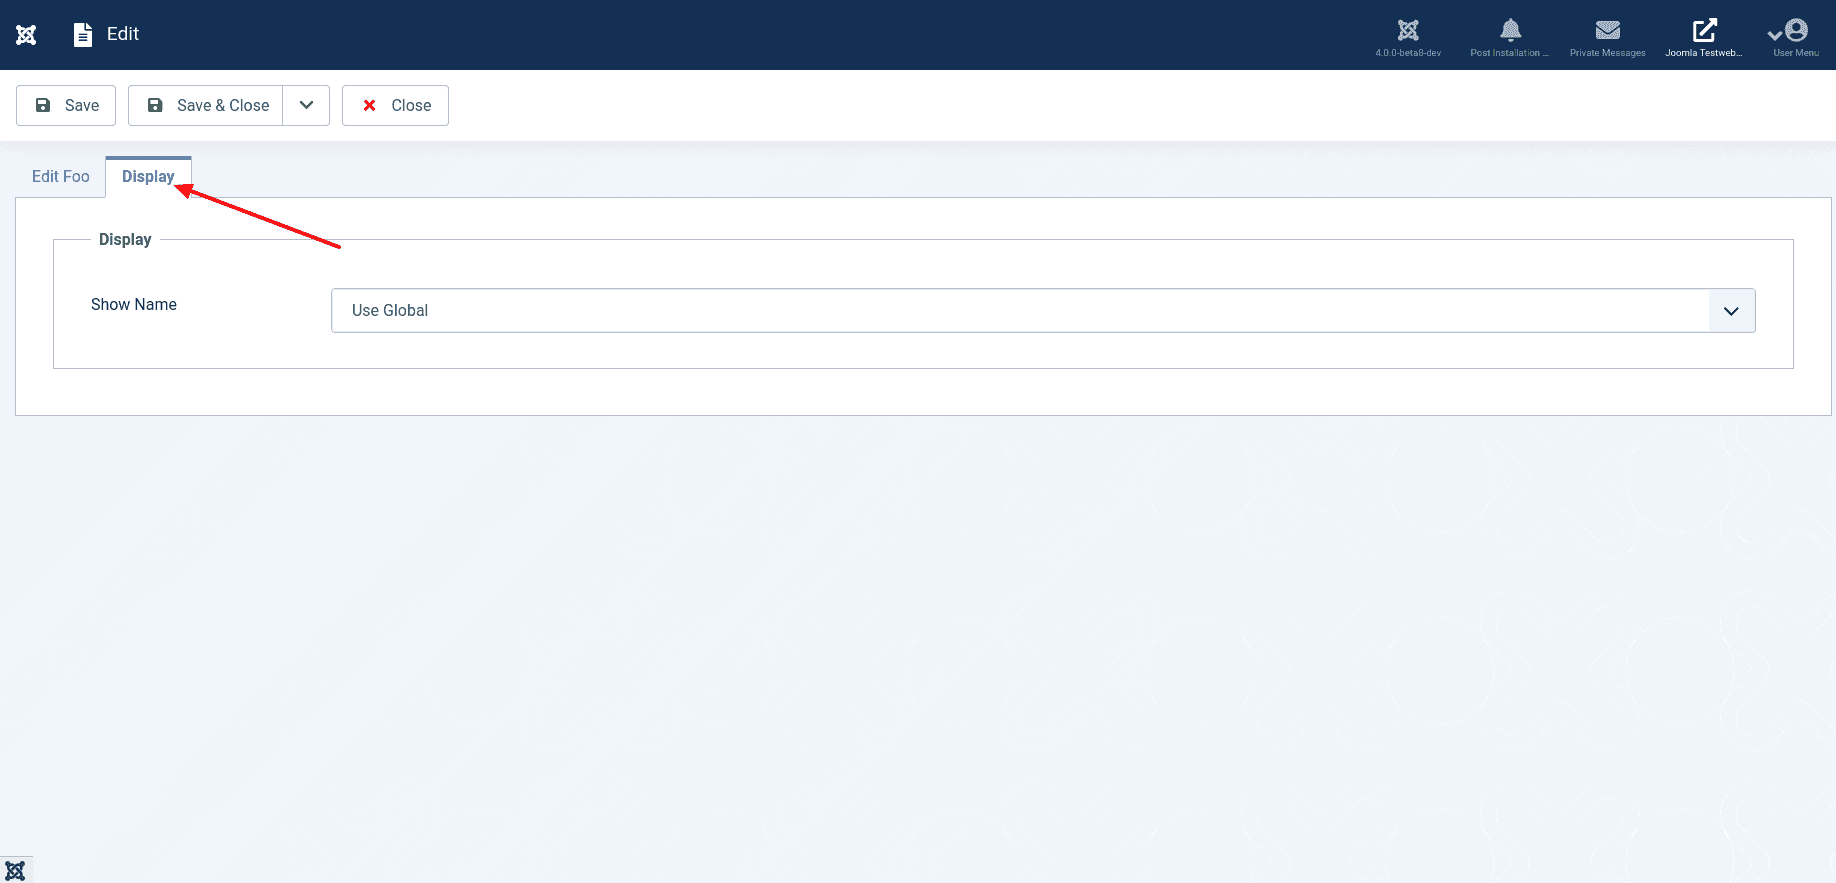 Edit
4.0.0-beta8-dev
Post Installation ...
Private Messages
Joomla Testweb...
User Menu
Save
Save & Close
Close
Edit Foo
Display
Display
Show Name
Use Global